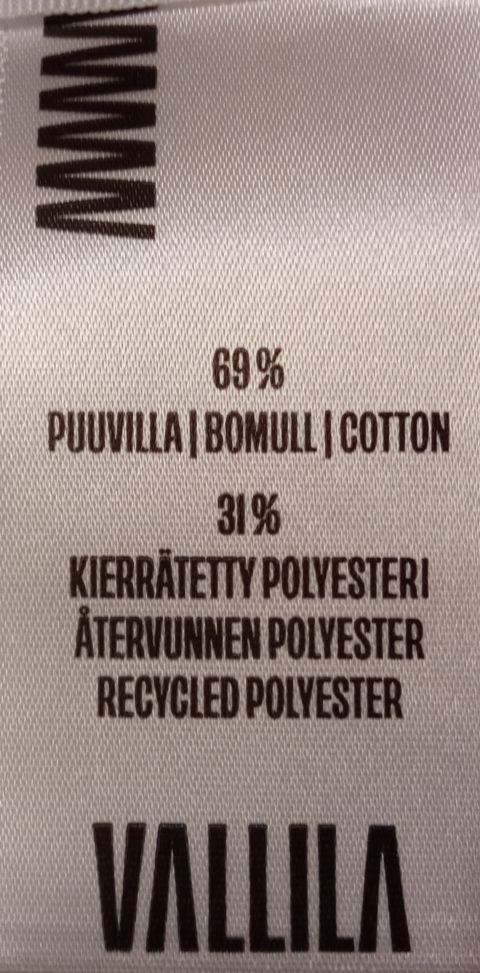 69%
PUUVILLA | BOMULL | COTTON
31%
KIERRÄTETTY POLYESTERI
ÅTERVUNNEN POLYESTER
RECYCLED POLYESTER
VALLILA